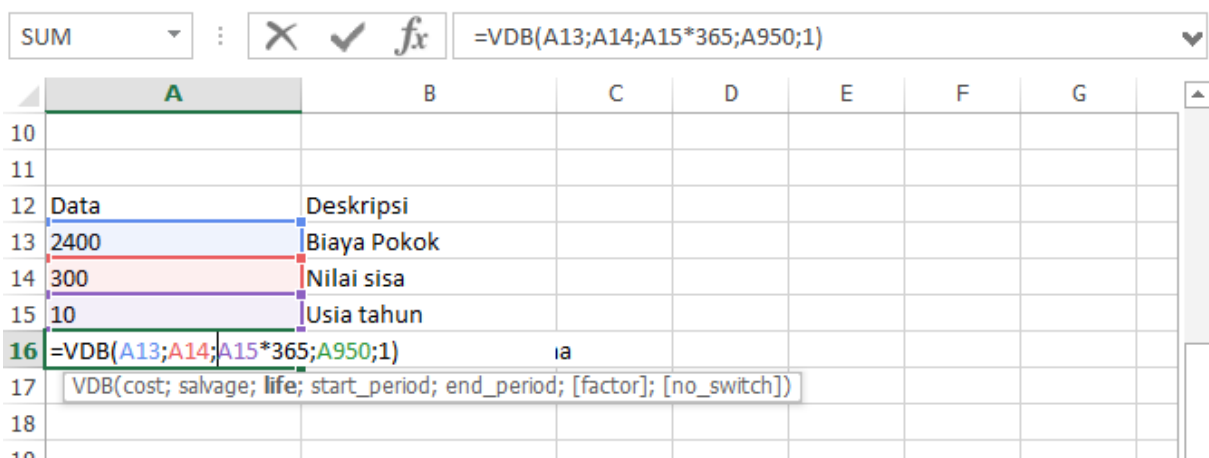 SUM fx =VDB(A13;A14;A15*365;A950;1)
A B C D E F G
10
11
12 Data Deskripsi
13 2400 Biaya Pokok
14 300 Nilai sisa
15 10 Usia tahun
16 =VDB(A13;A14;A15*365;A950;1)
17 VDB(cost; salvage; life; start_period; end_period; [factor]; [no_switch])
18